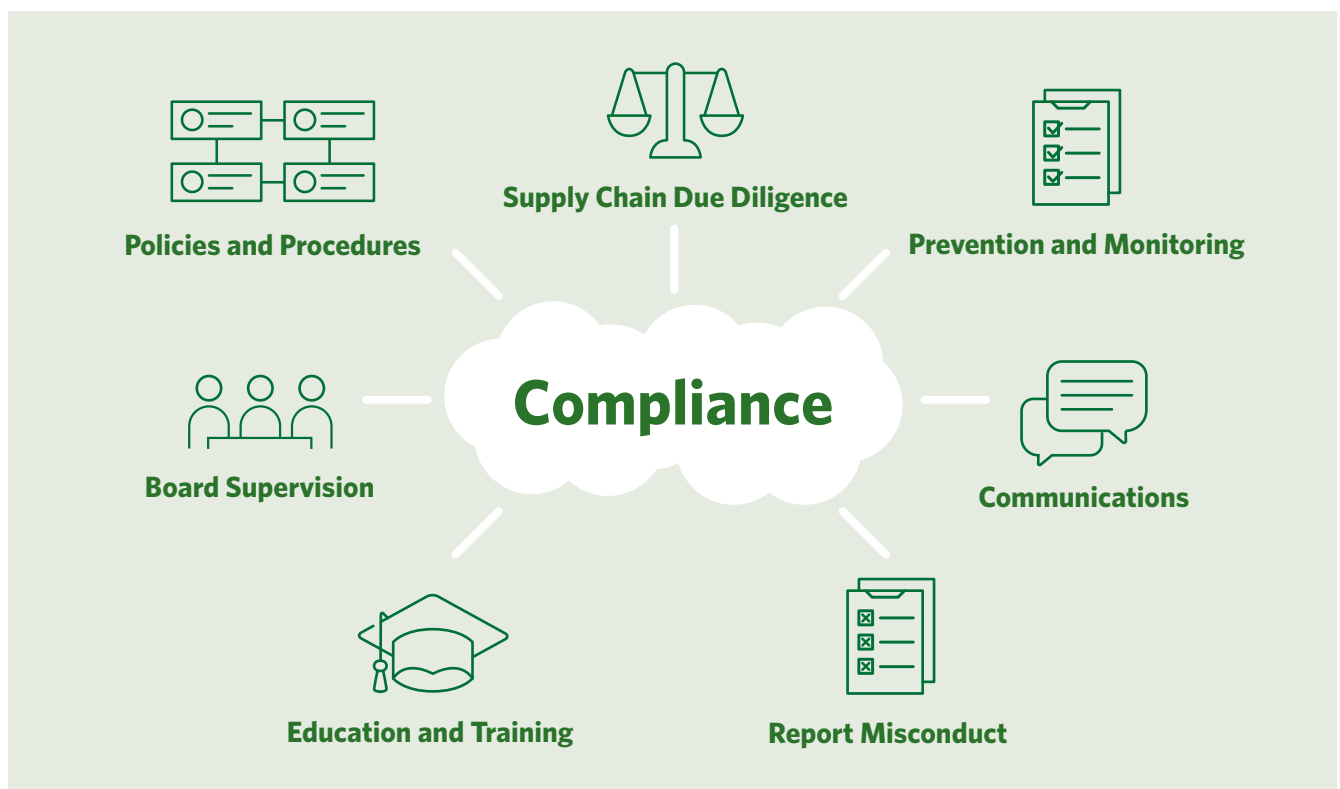 Supply Chain Due Diligence
Policies and Procedures
Prevention and Monitoring
Compliance
Board Supervision
Communications
Education and Training
Report Misconduct